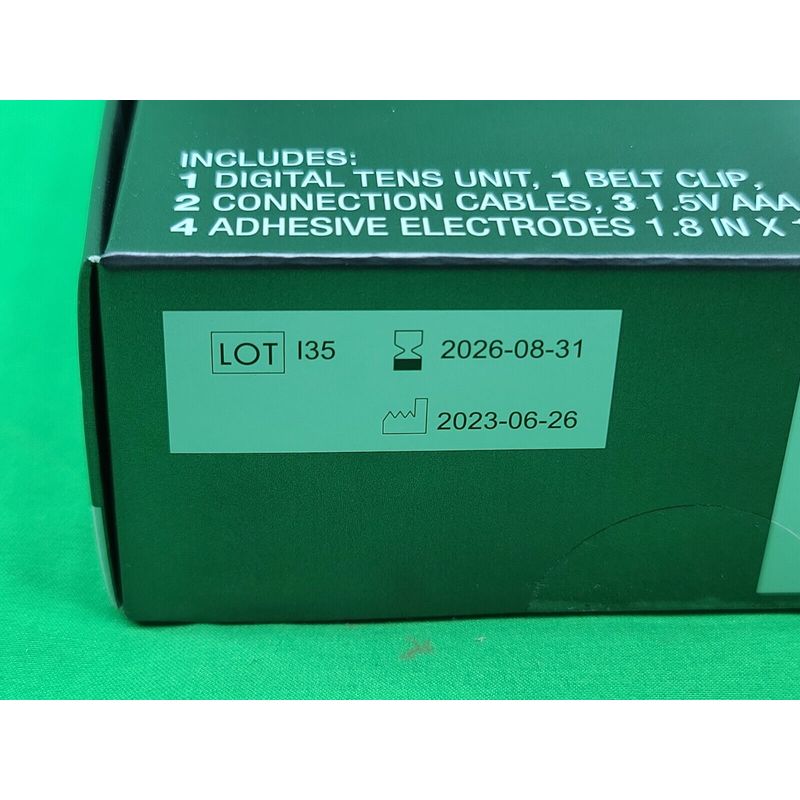 INCLUDES:
1 DIGITAL TENS UNIT, 1 BELT CLIP,
2 CONNECTION CABLES, 3 1.5V AAA
4 ADHESIVE ELECTRODES 1.8 IN X
LOT I35 2026-08-31
2023-06-26